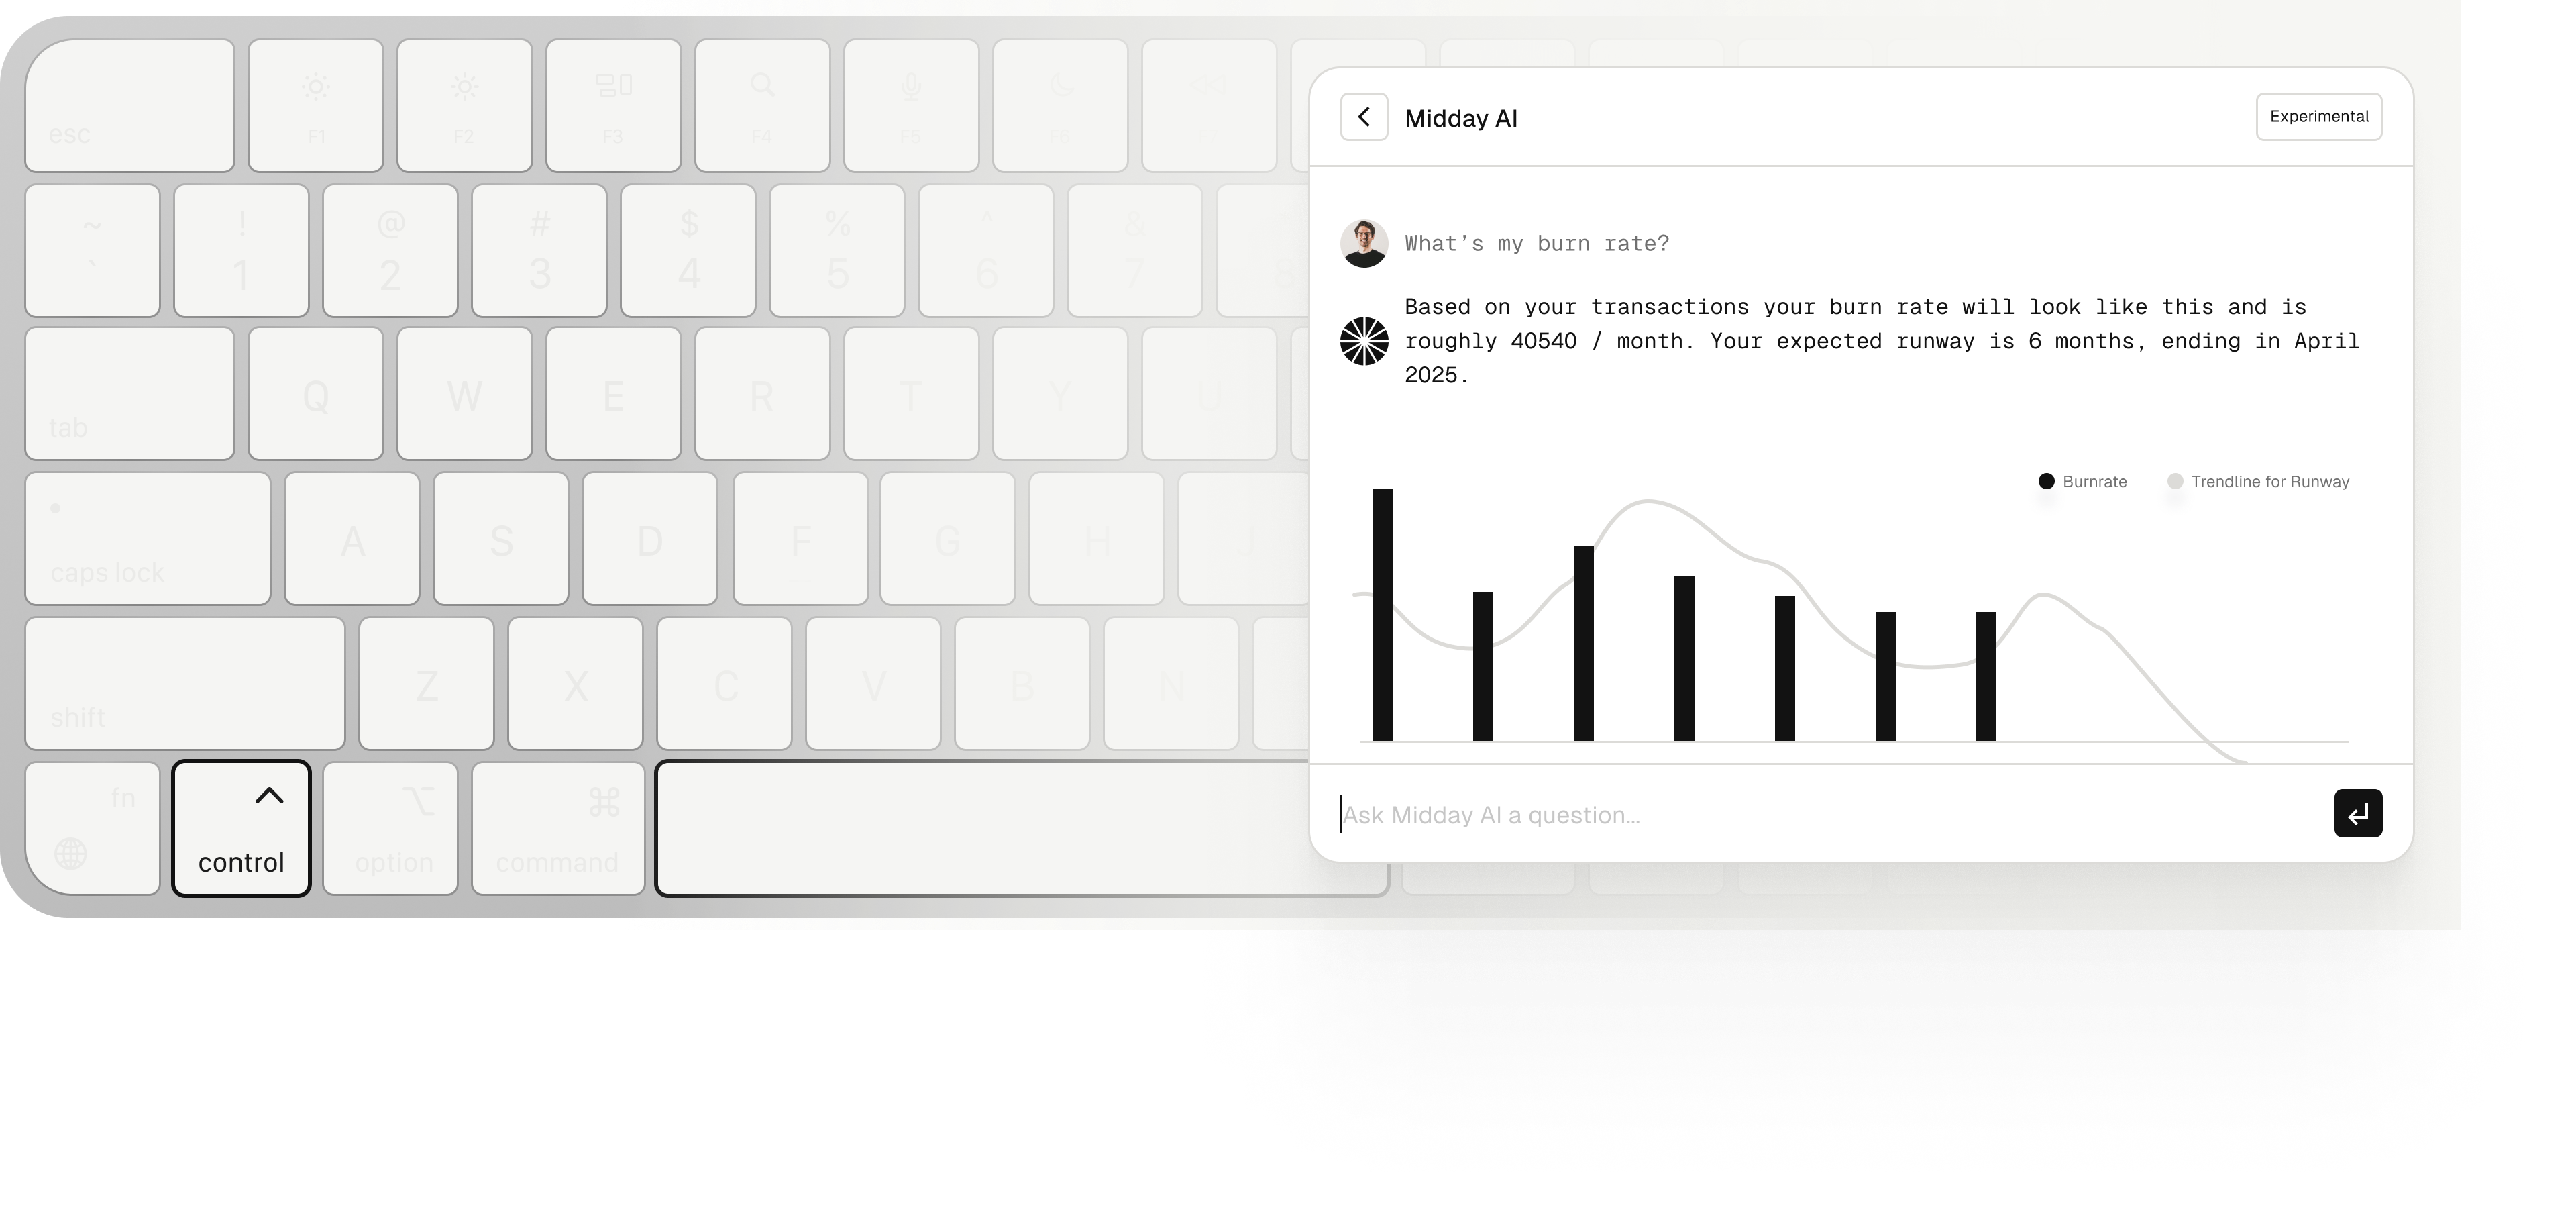 esc
F1
F2
F3
F4
F5
F6
~
`
!
1
@
2
#
3
$
4
%
5
^
6
&
7
8
tab
Q
W
E
R
T
Y
U
caps lock
A
S
D
F
G
H
J
shift
Z
X
C
V
B
N
fn
control
option
command
Midday AI
Experimental
What’s my burn rate?
Based on your transactions your burn rate will look like this and is
roughly 40540 / month. Your expected runway is 6 months, ending in April
2025.
Burnrate
Trendline for Runway
Ask Midday AI a question...